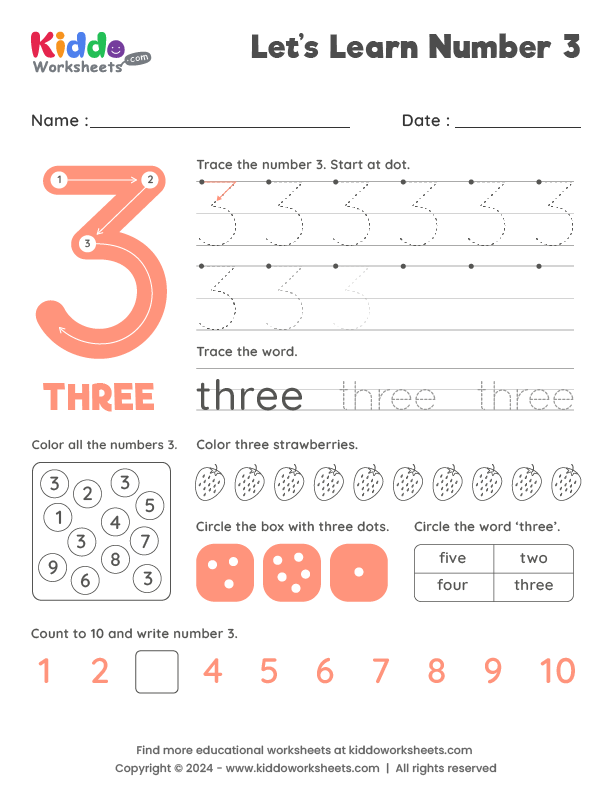 Kiddo
Worksheets .com
Let's Learn Number 3
Name : Date :
1 2
3
Trace the number 3. Start at dot.
3 3 3 3 3 3
3 3 3
Trace the word.
three three three
THREE
Color all the numbers 3.
3 2 3
1 4 5
3 8 7
9 6 3
Color three strawberries.
Circle the box with three dots.
Circle the word ‘three’.
five two
four three
Count to 10 and write number 3.
1 2 4 5 6 7 8 9 10
Find more educational worksheets at kiddoworksheets.com
Copyright © 2024 - www.kiddoworksheets.com | All rights reserved